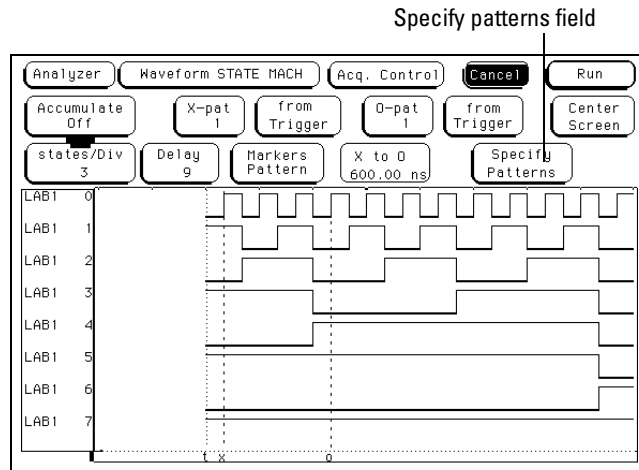 Specify patterns field
Analyzer Waveform STATE MACH Acq. Control Cancel Run
Accumulate Off X-pat 1 from Trigger O-pat 1 from Trigger Center Screen
states/Div 3 Delay 9 Markers Pattern X to O 600.00 ns Specify Patterns
LAB1 0
LAB1 1
LAB1 2
LAB1 3
LAB1 4
LAB1 5
LAB1 6
LAB1 7
t x o